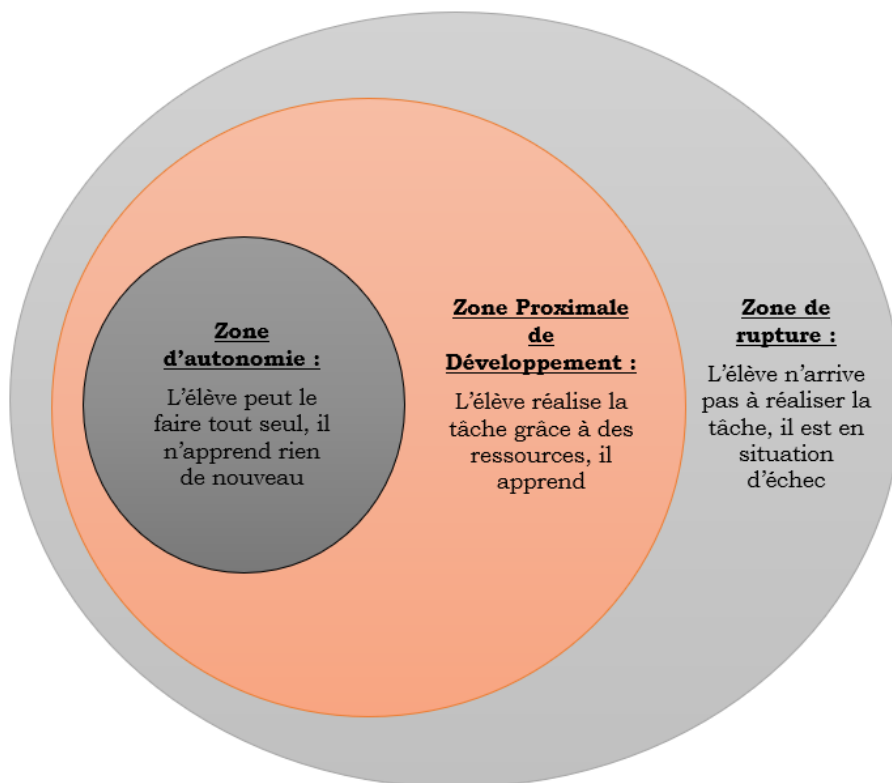 Zone
d’autonomie :
L’élève peut le
faire tout seul, il
n’apprend rien
de nouveau
Zone Proximale
de
Développement :
L’élève réalise la
tâche grâce à des
ressources, il
apprend
Zone de
rupture :
L’élève n’arrive
pas à réaliser la
tâche, il est en
situation
d’échec